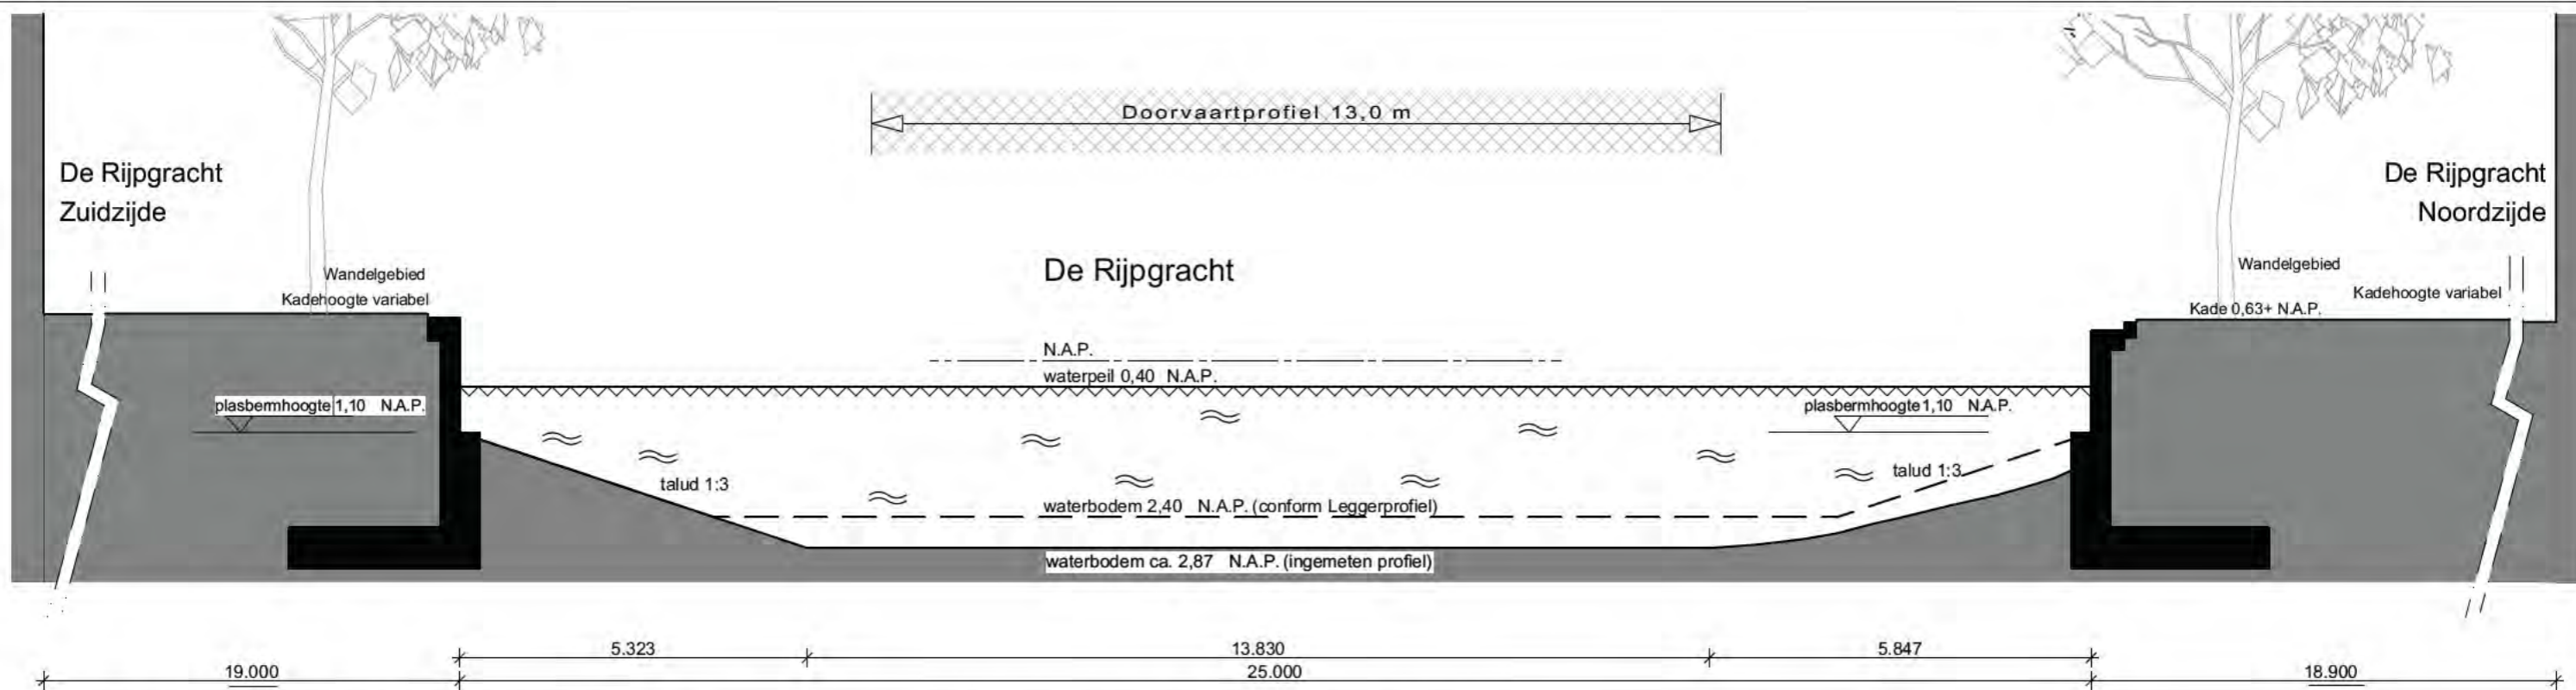 Doorvaartprofiel 13,0 m
De Rijpgracht
Zuidzijde
De Rijpgracht
Noordzijde
De Rijpgracht
Wandelgebied
Kadehoogte variabel
Wandelgebied
Kadehoogte variabel
Kade 0,63+ N.A.P.
N.A.P.
waterpeil 0,40 N.A.P.
plasbermhoogte 1,10 N.A.P.
plasbermhoogte 1,10 N.A.P.
talud 1:3
talud 1:3
waterbodem 2,40 N.A.P. (conform Leggerprofiel)
waterbodem ca. 2,87 N.A.P. (ingemeten profiel)
5.323 13.830 5.847
19.000 25.000 18.900